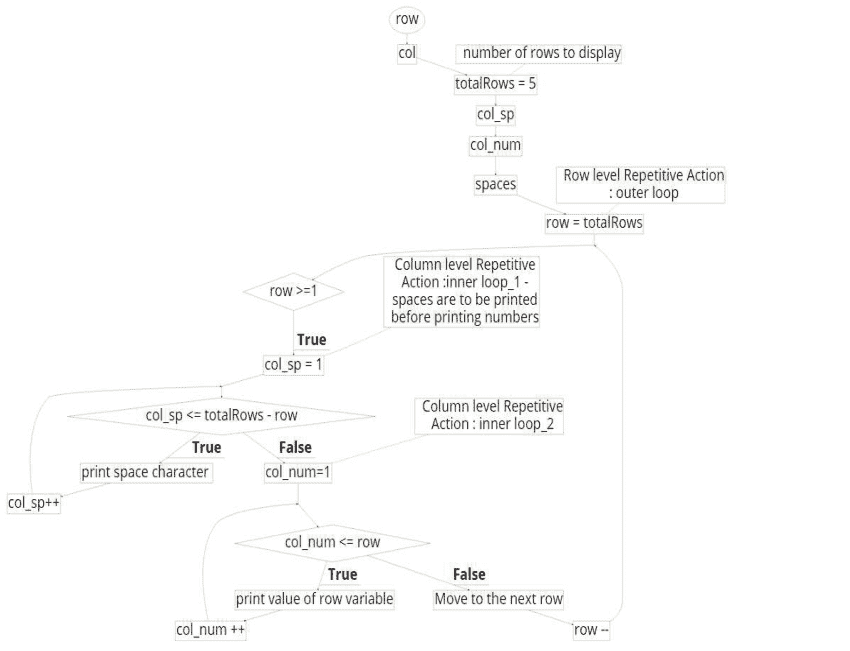 row
col
number of rows to display
totalRows = 5
col_sp
col_num
spaces
Row level Repetitive Action
: outer loop
row = totalRows
row >=1
Column level Repetitive
Action :inner loop_1 -
spaces are to be printed
before printing numbers
True
col_sp = 1
col_sp <= totalRows - row
Column level Repetitive
Action : inner loop_2
True
False
print space character
col_num=1
col_sp++
col_num <= row
True
False
print value of row variable
Move to the next row
col_num ++
row --